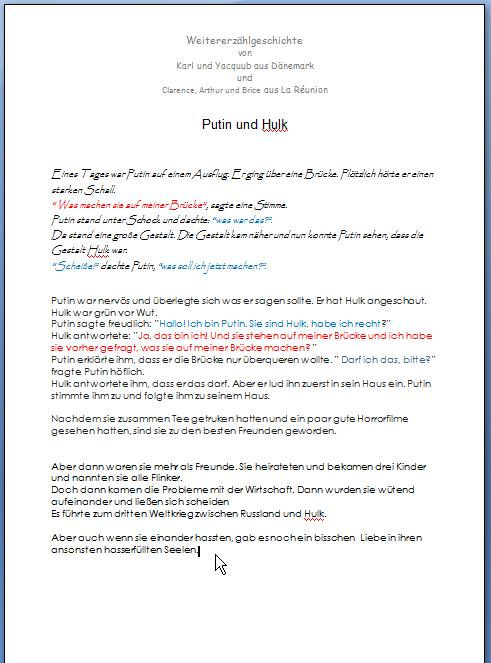 Weitererzählgeschichte
von
Karl und Yacquub aus Dänemark
und
Clarence, Arthur und Brice aus La Réunion
Putin und Hulk
Eines Tages war Putin auf einem Ausflug. Er ging über eine Brücke. Plötzlich hörte er einen
starken Schall.
" Was machen sie auf meiner Brücke", sagte eine Stimme.
Putin stand unter Schock und dachte: "was war das?".
Da stand eine große Gestalt. Die Gestalt kam näher und nun konnte Putin sehen, dass die
Gestalt Hulk war.
"Scheiße!" dachte Putin, "was soll ich jetzt machen?".
Putin war nervös und überlegte sich was er sagen sollte. Er hat Hulk angeschaut.
Hulk war grün vor Wut.
Putin sagte freudlich: "Hallo! Ich bin Putin. Sie sind Hulk, habe ich recht?"
Hulk antwortete: "Ja, das bin ich! Und sie stehen auf meiner Brücke und ich habe
sie vorher gefragt, was sie auf meiner Brücke machen? "
Putin erklärte ihm, dass er die Brücke nur überqueren wollte. " Darf ich das, bitte?"
fragte Putin höflich.
Hulk antwortete ihm, dass er das darf. Aber er lud ihn zuerst in sein Haus ein. Putin
stimmte ihm zu und folgte ihm zu seinem Haus.
Nachdem sie zusammen Tee getruken hatten und ein paar gute Horrorfilme
gesehen hatten, sind sie zu den besten Freunden geworden.
Aber dann waren sie mehr als Freunde. Sie heirateten und bekamen drei Kinder
und nannten sie alle Flinker.
Doch dann kamen die Probleme mit der Wirtschaft. Dann wurden sie wütend
aufeinander und ließen sich scheiden
Es führte zum dritten Weltkrieg zwischen Russland und Hulk.
Aber auch wenn sie einander hassten, gab es noch ein bisschen Liebe in ihren
ansonsten hasserfüllten Seelen.